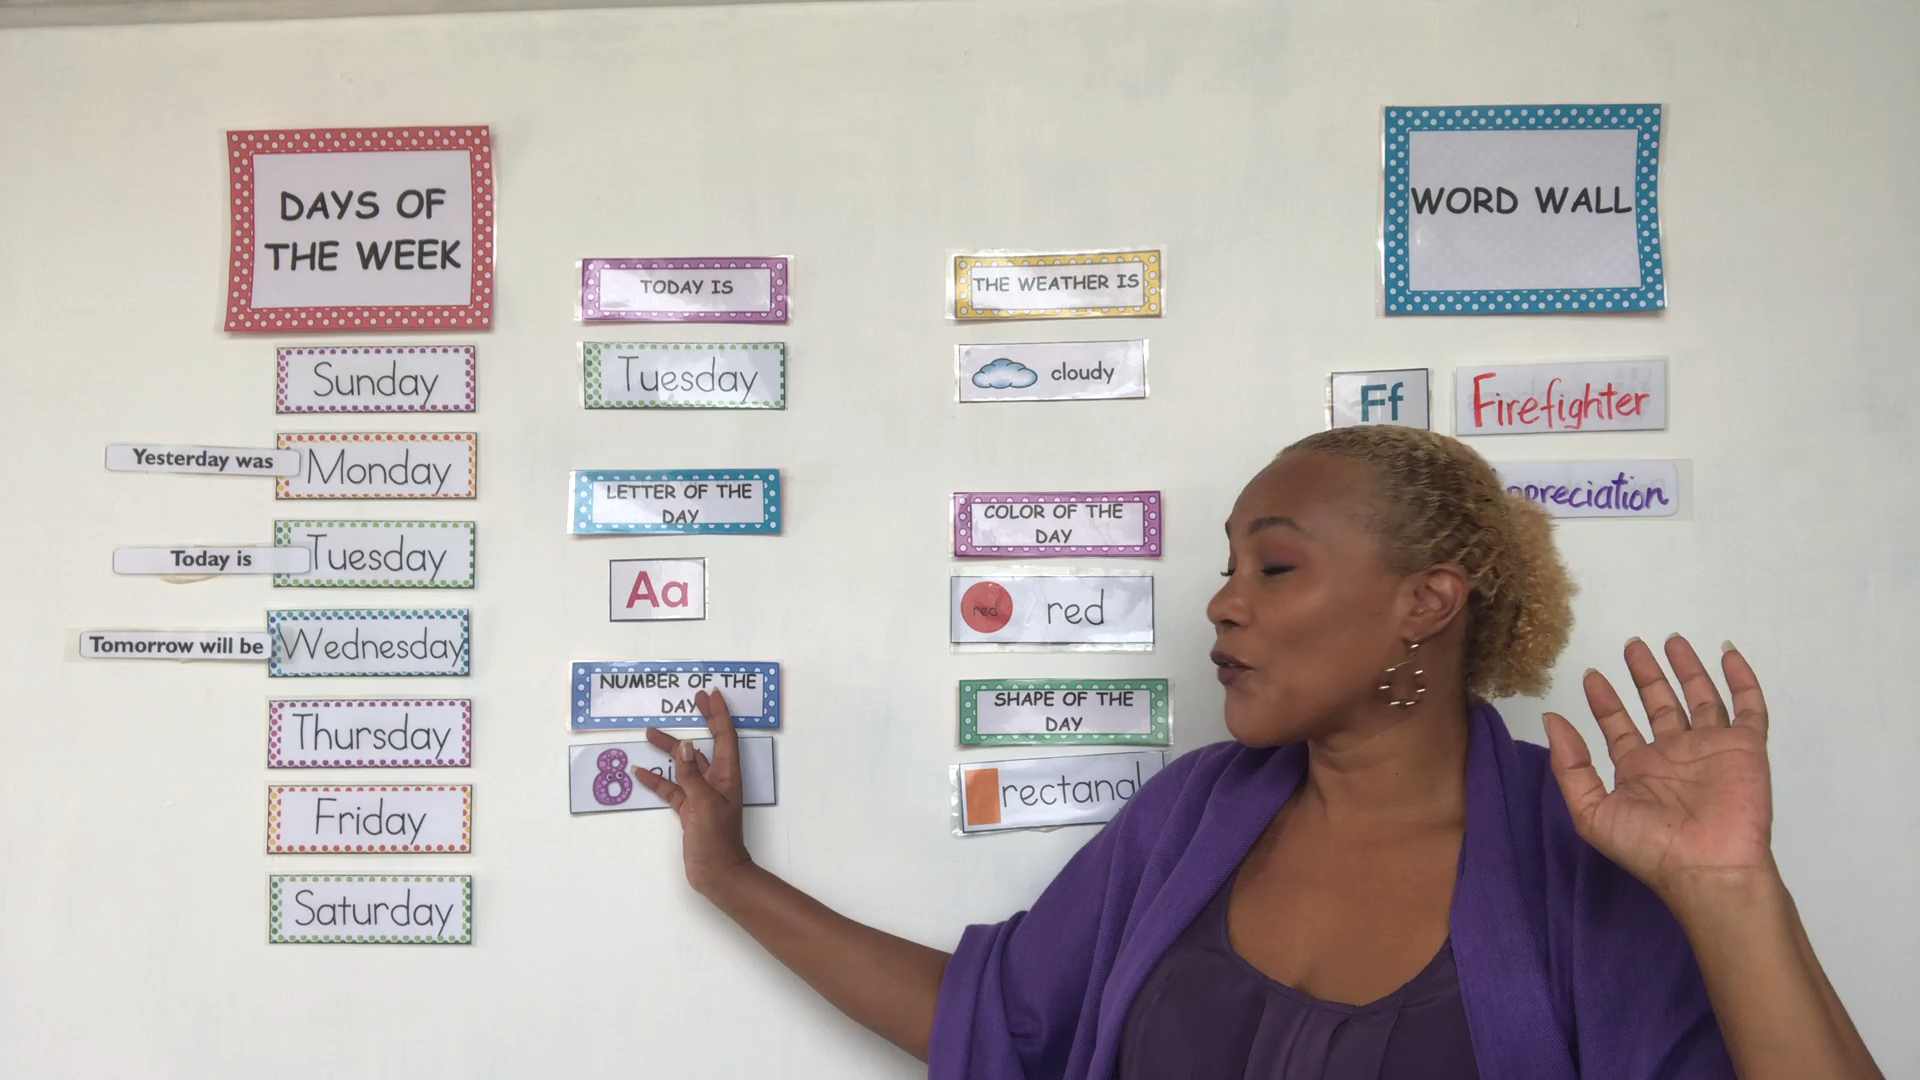 DAYS OF
THE WEEK
Sunday
Yesterday was
Monday
Today is
Tuesday
Tomorrow will be
Wednesday
Thursday
Friday
Saturday
TODAY IS
Tuesday
LETTER OF THE
DAY
Aa
NUMBER OF THE
DAY
8
THE WEATHER IS
cloudy
COLOR OF THE
DAY
red
red
SHAPE OF THE
DAY
WORD WALL
Ff
Firefighter